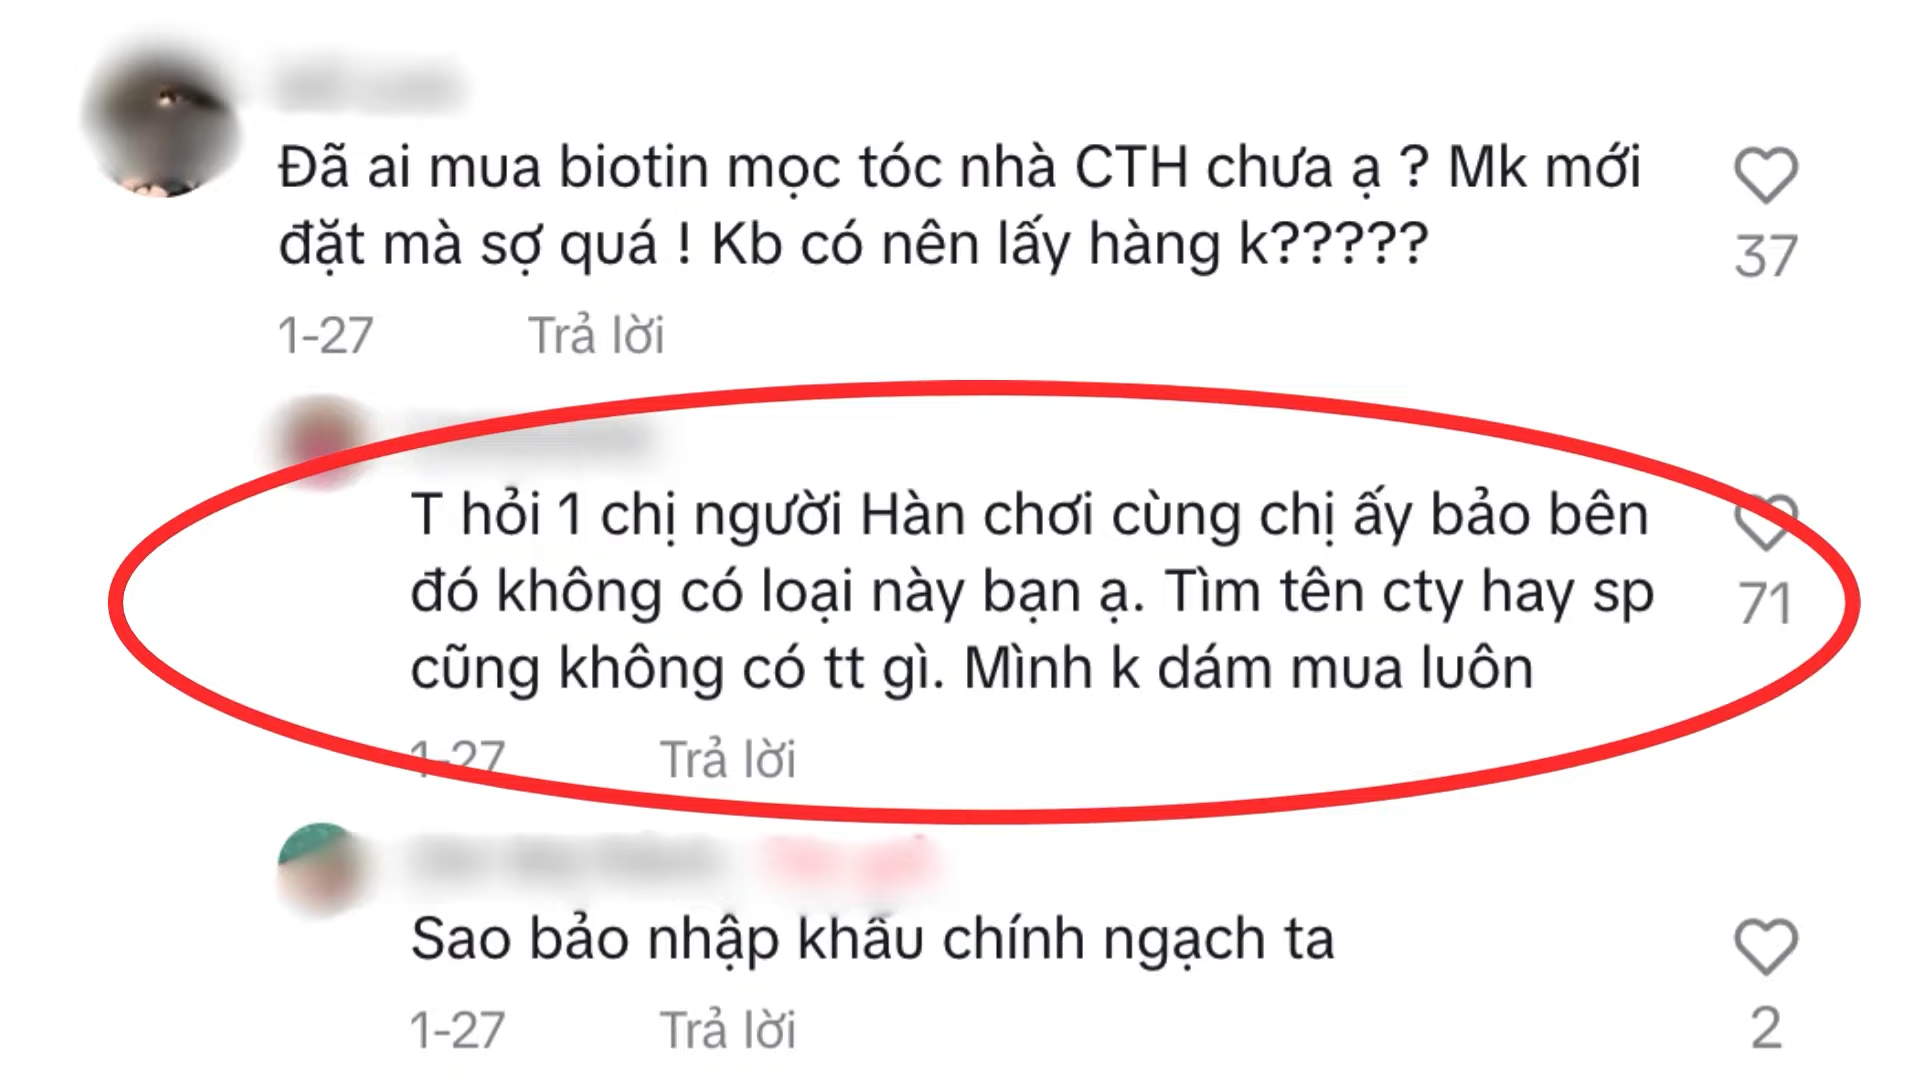 Đã ai mua biotin mọc tóc nhà CTH chưa ạ ? Mk mới
đặt mà sợ quá ! Kb có nên lấy hàng k?????
37
1-27 Trả lời
T hỏi 1 chị người Hàn chơi cùng chị ấy bảo bên
đó không có loại này bạn ạ. Tìm tên cty hay sp
cũng không có tt gì. Mình k dám mua luôn
71
1-27 Trả lời
Sao bảo nhập khẩu chính ngạch ta
1-27 Trả lời
2